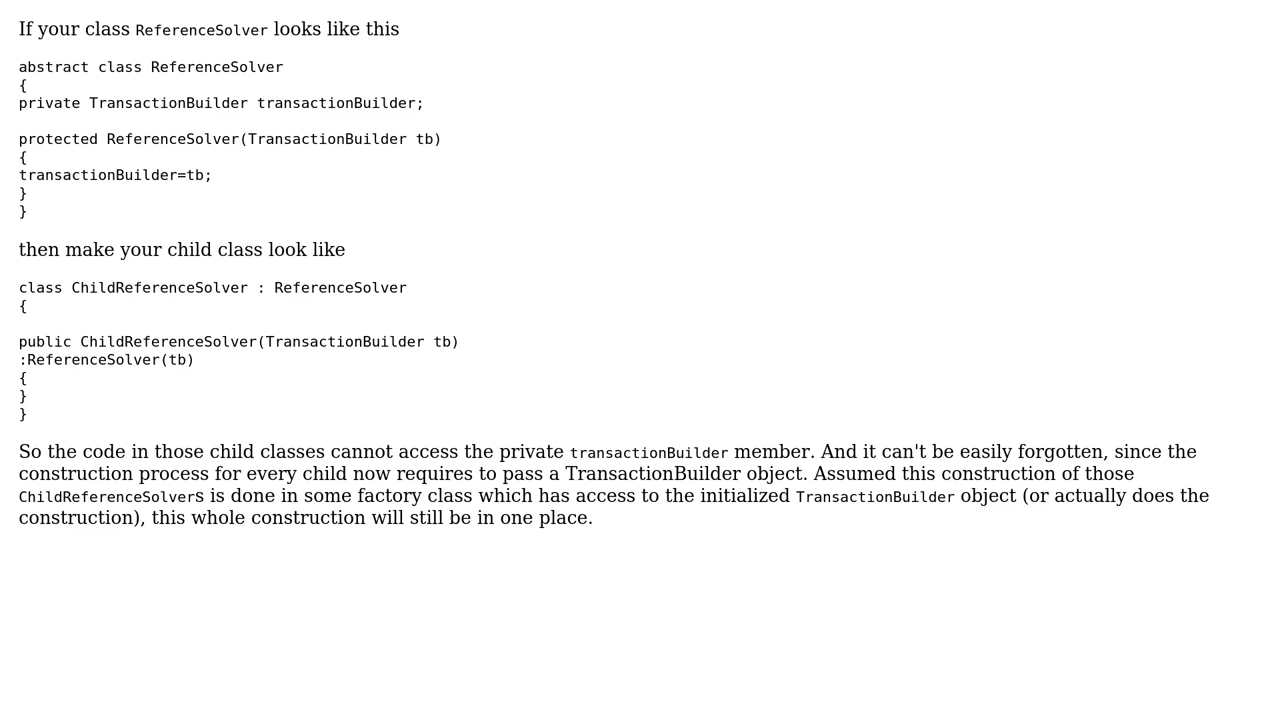 If your class ReferenceSolver looks like this
abstract class ReferenceSolver
{
private TransactionBuilder transactionBuilder;
protected ReferenceSolver(TransactionBuilder tb)
{
transactionBuilder=tb;
}
}
then make your child class look like
class ChildReferenceSolver : ReferenceSolver
{
public ChildReferenceSolver(TransactionBuilder tb)
:ReferenceSolver(tb)
{
}
}
So the code in those child classes cannot access the private transactionBuilder member. And it can't be easily forgotten, since the
construction process for every child now requires to pass a TransactionBuilder object. Assumed this construction of those
ChildReferenceSolvers is done in some factory class which has access to the initialized TransactionBuilder object (or actually does the
construction), this whole construction will still be in one place.